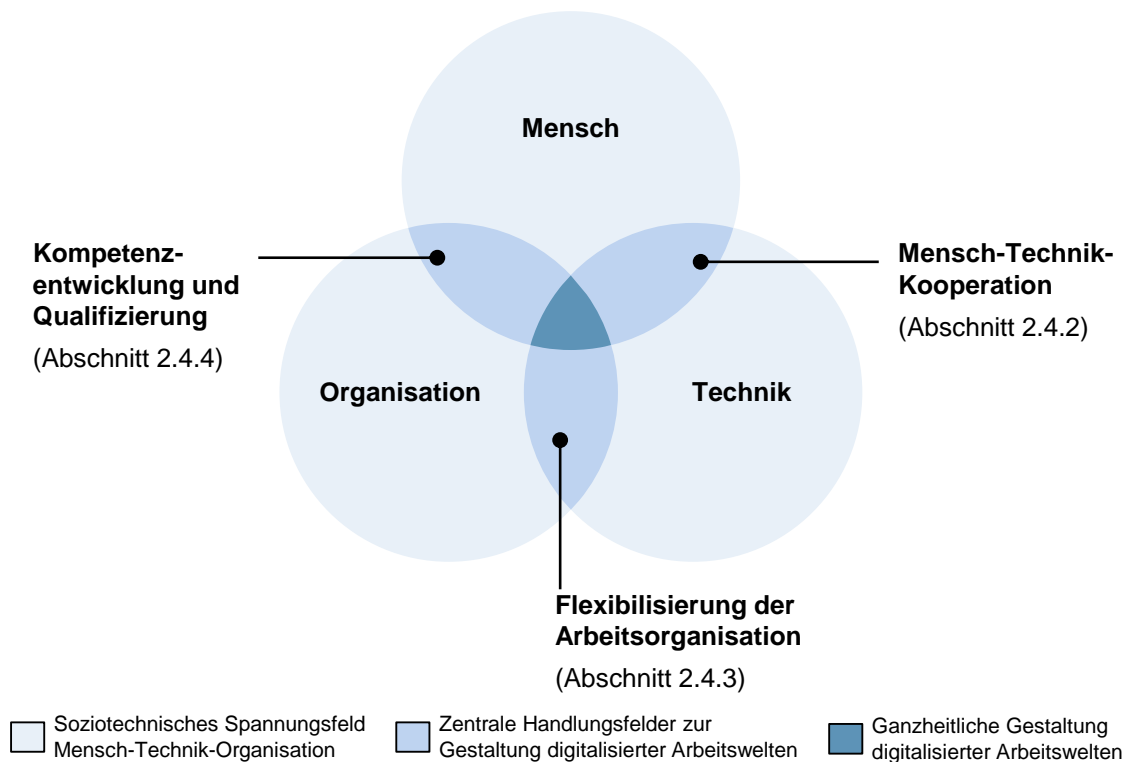 Mensch
Kompetenz-
entwicklung und
Qualifizierung
(Abschnitt 2.4.4)
Mensch-Technik-
Kooperation
(Abschnitt 2.4.2)
Organisation
Technik
Flexibilisierung der
Arbeitsorganisation
(Abschnitt 2.4.3)
Soziotechnisches Spannungsfeld
Mensch-Technik-Organisation
Zentrale Handlungsfelder zur
Gestaltung digitalisierter Arbeitswelten
Ganzheitliche Gestaltung
digitalisierter Arbeitswelten